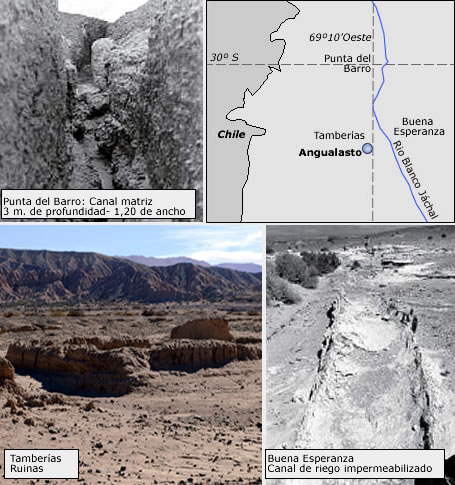 Punta del Barro: Canal matriz
3 m. de profundidad- 1,20 de ancho
69º10'Oeste
30º S
Punta del
Barro
Chile
Tamberías
Angualasto
Buena
Esperanza
Rio Blanco Jáchal
Tamberías
Ruinas
Buena Esperanza
Canal de riego impermeabilizado